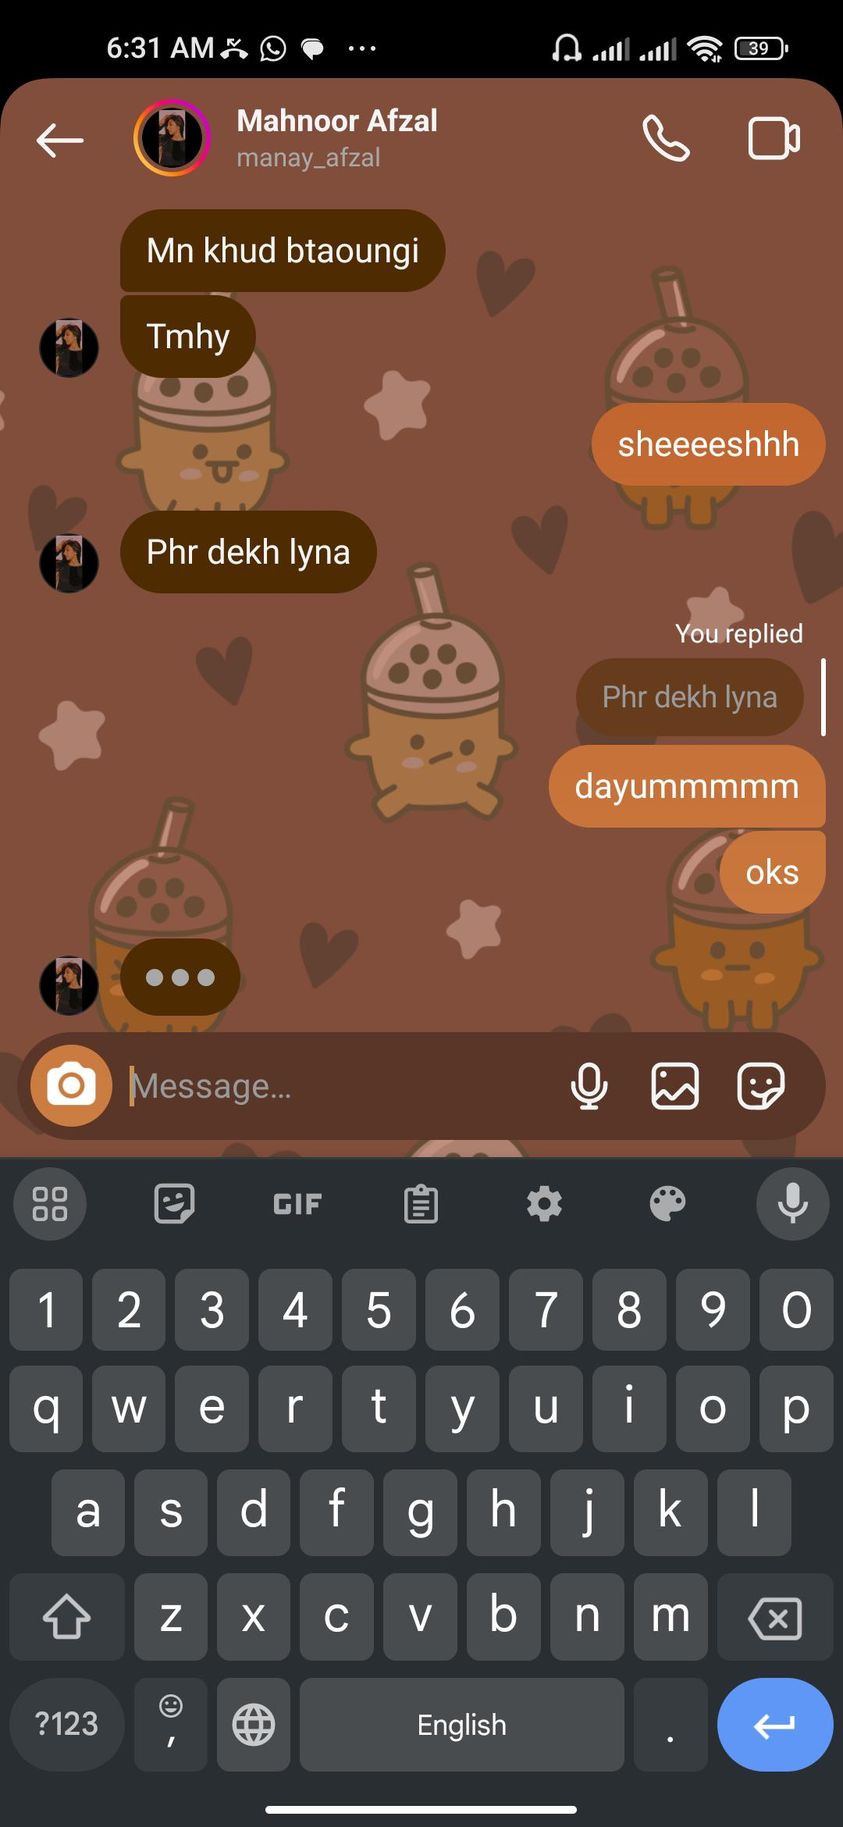 6:31 AM
39
Mahnoor Afzal
manay_afzal
Mn khud btaoungi
Tmhy
sheeeeshhh
Phr dekh lyna
You replied
Phr dekh lyna
dayummmmm
oks
Message...
GIF
1 2 3 4 5 6 7 8 9 0
q w e r t y u i o p
a s d f g h j k l
z x c v b n m
?123 , English .